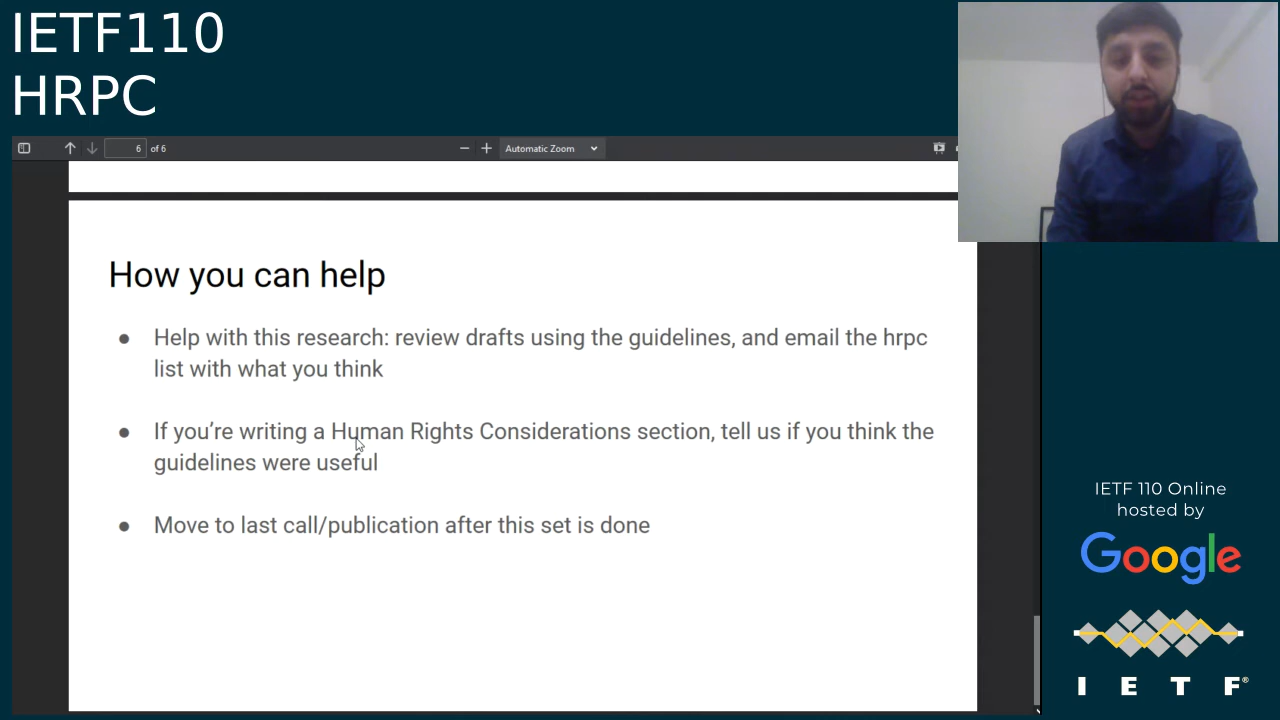 IETF110
HRPC
6 of 6
Automatic Zoom
How you can help
● Help with this research: review drafts using the guidelines, and email the hrpc
list with what you think
● If you're writing a Human Rights Considerations section, tell us if you think the
guidelines were useful
● Move to last call/publication after this set is done
IETF 110 Online
hosted by
Google
I E T F®